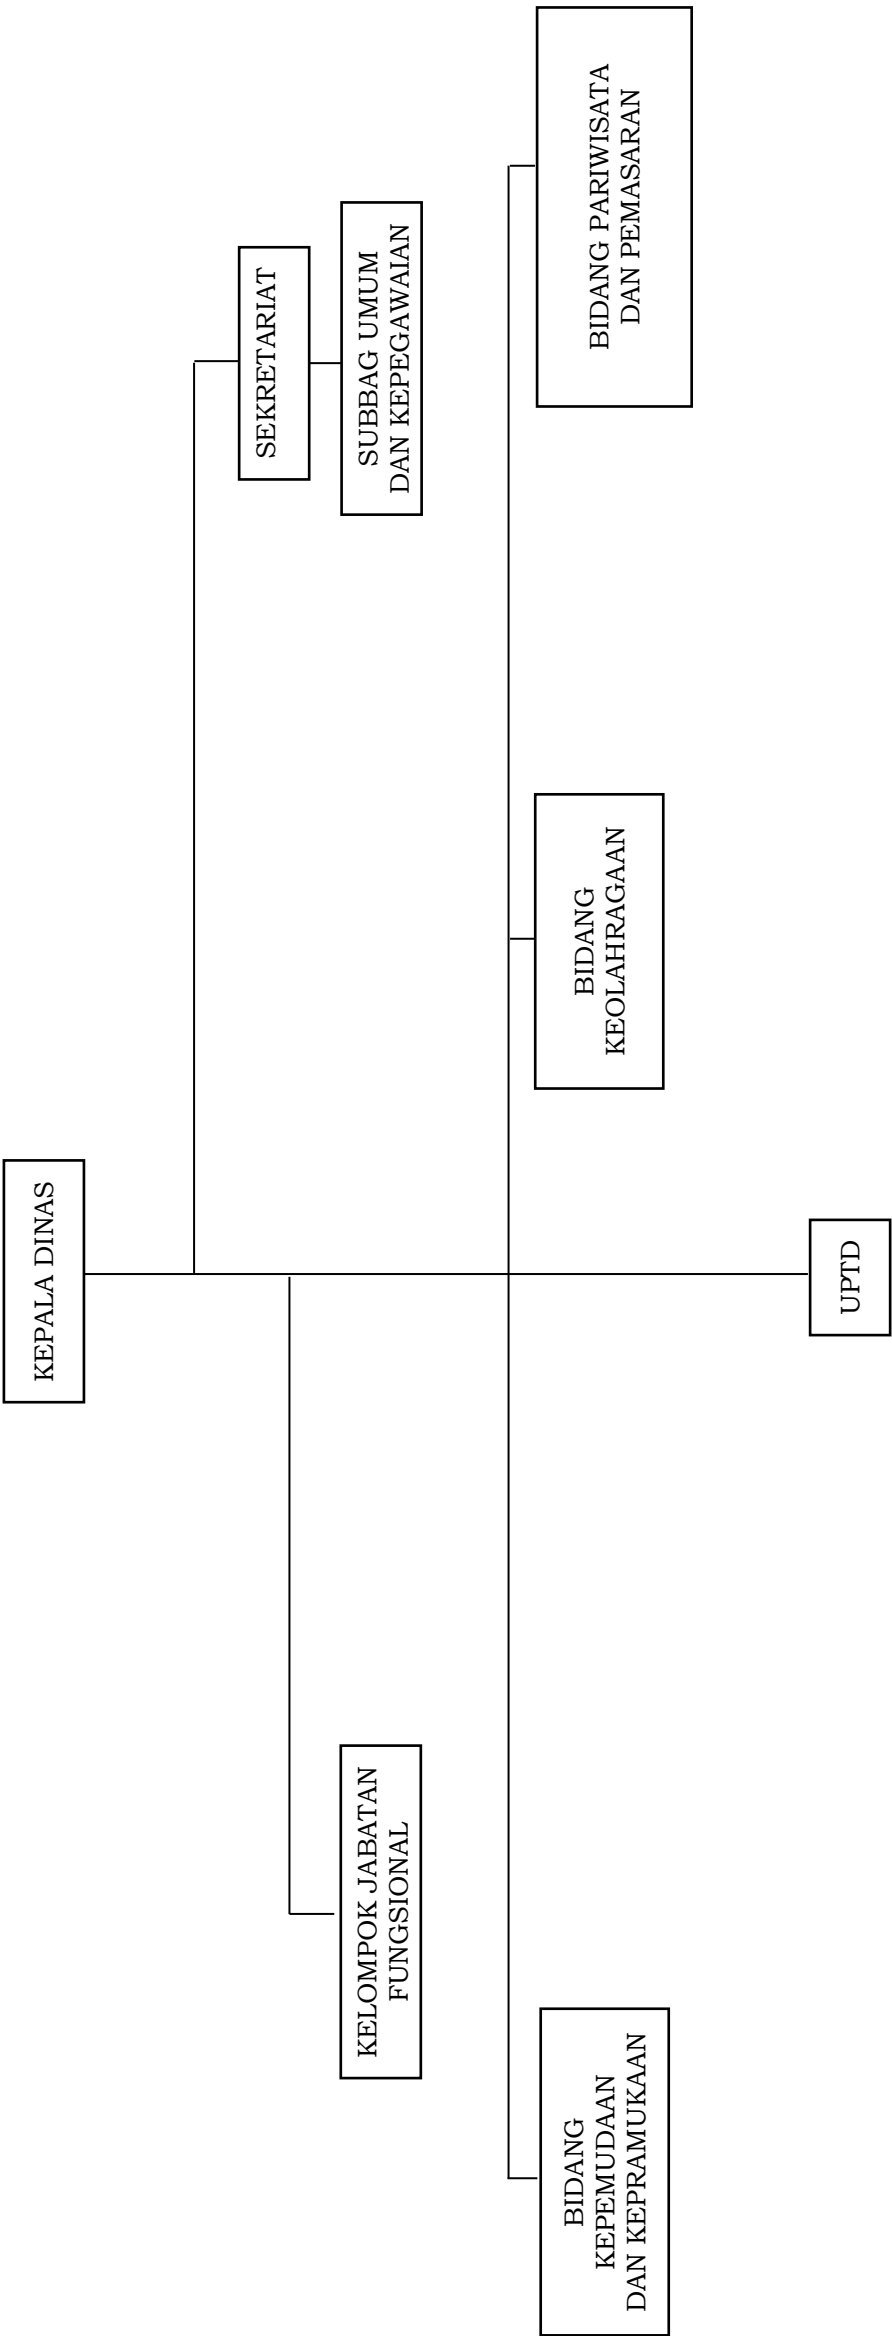 KEPALA DINAS
SEKRETARIAT
KELOMPOK JABATAN
FUNGSIONAL
SUBBAG UMUM
DAN KEPEGAWAIAN
BIDANG
KEPEMUDAAN
DAN KEPRAMUKAAN
BIDANG
KEOLAHRAGAAN
BIDANG PARIWISATA
DAN PEMASARAN
UPTD